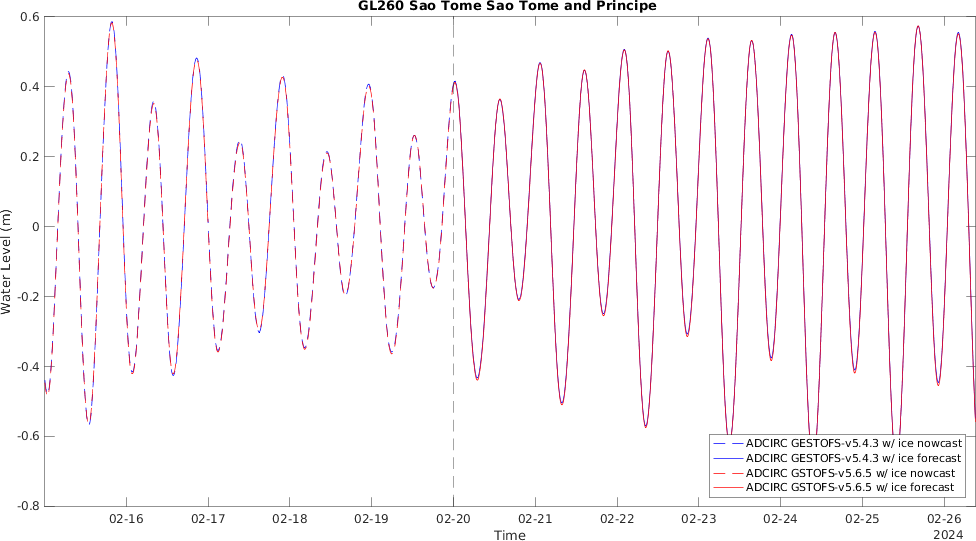 GL260 Sao Tome Sao Tome and Principe
0.6
0.4
0.2
0
-0.2
-0.4
-0.6
-0.8
Water Level (m)
ADCIRC GESTOFS-v5.4.3 w/ ice nowcast
ADCIRC GESTOFS-v5.4.3 w/ ice forecast
ADCIRC GSTOFS-v5.6.5 w/ ice nowcast
ADCIRC GSTOFS-v5.6.5 w/ ice forecast
02-16 02-17 02-18 02-19 02-20 02-21 02-22 02-23 02-24 02-25 02-26
Time
2024